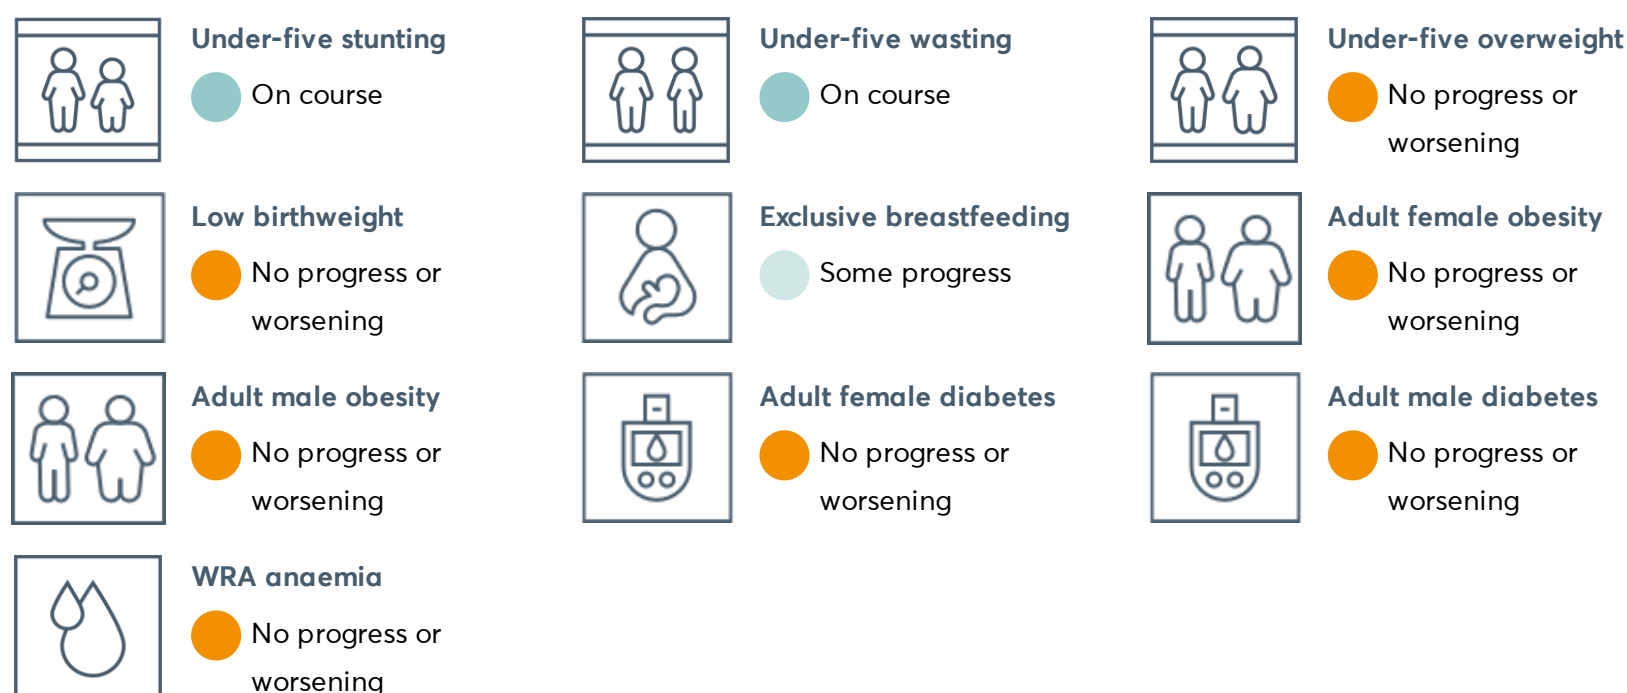 Under-five stunting
On course
Under-five wasting
On course
Under-five overweight
No progress or
worsening
Low birthweight
No progress or
worsening
Exclusive breastfeeding
Some progress
Adult female obesity
No progress or
worsening
Adult male obesity
No progress or
worsening
Adult female diabetes
No progress or
worsening
Adult male diabetes
No progress or
worsening
WRA anaemia
No progress or
worsening